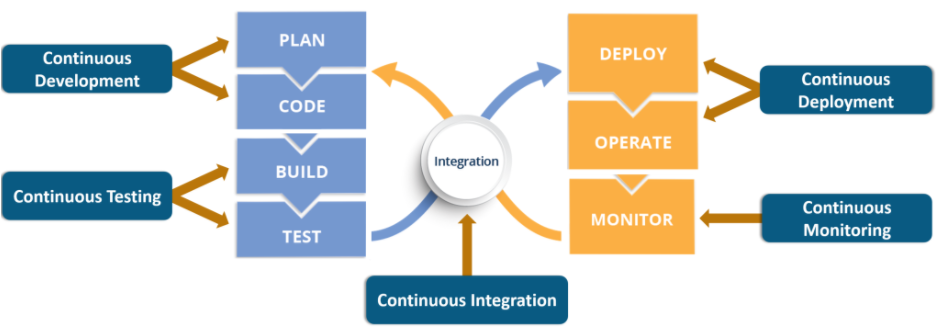 PLAN
Continuous
Development
CODE
BUILD
Continuous Testing
TEST
Integration
Continuous Integration
DEPLOY
Continuous
Deployment
OPERATE
MONITOR
Continuous
Monitoring